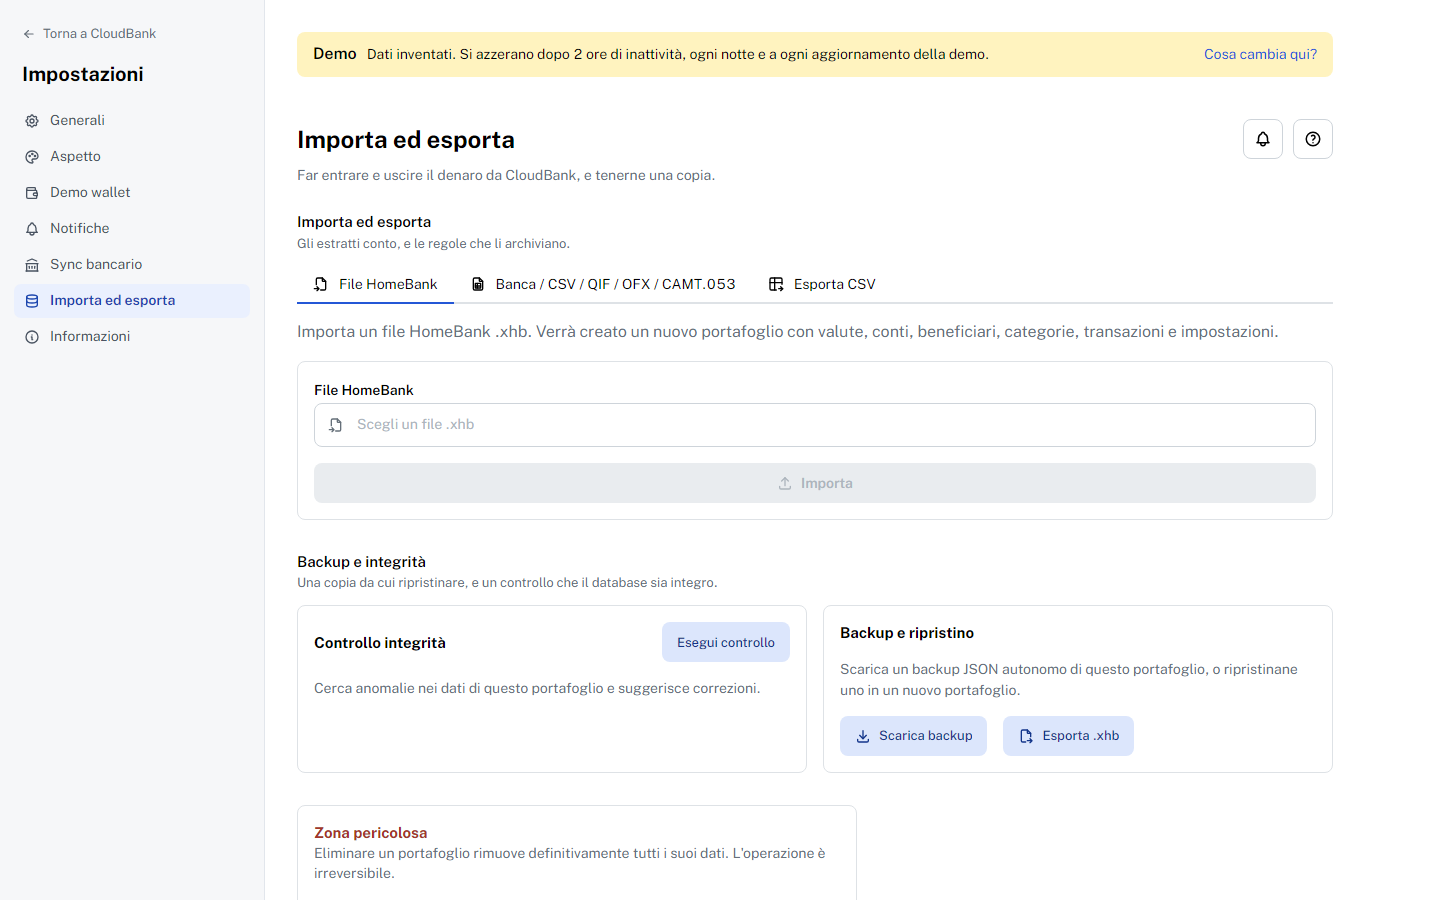 Torna a CloudBank
Impostazioni
Generali
Aspetto
Demo wallet
Notifiche
Sync bancario
Importa ed esporta
Informazioni
Demo Dati inventati. Si azzerano dopo 2 ore di inattività, ogni notte e a ogni aggiornamento della demo. Cosa cambia qui?
Importa ed esporta
Far entrare e uscire il denaro da CloudBank, e tenerne una copia.
Importa ed esporta
Gli estratti conto, e le regole che li archiviano.
File HomeBank Banca / CSV / QIF / OFX / CAMT.053 Esporta CSV
Importa un file HomeBank .xhb. Verrà creato un nuovo portafoglio con valute, conti, beneficiari, categorie, transazioni e impostazioni.
File HomeBank
Scegli un file .xhb
Importa
Backup e integrità
Una copia da cui ripristinare, e un controllo che il database sia integro.
Controllo integrità
Esegui controllo
Cerca anomalie nei dati di questo portafoglio e suggerisce correzioni.
Backup e ripristino
Scarica un backup JSON autonomo di questo portafoglio, o ripristinane
uno in un nuovo portafoglio.
Scarica backup Esporta .xhb
Zona pericolosa
Eliminare un portafoglio rimuove definitivamente tutti i suoi dati. L'operazione è
irreversibile.